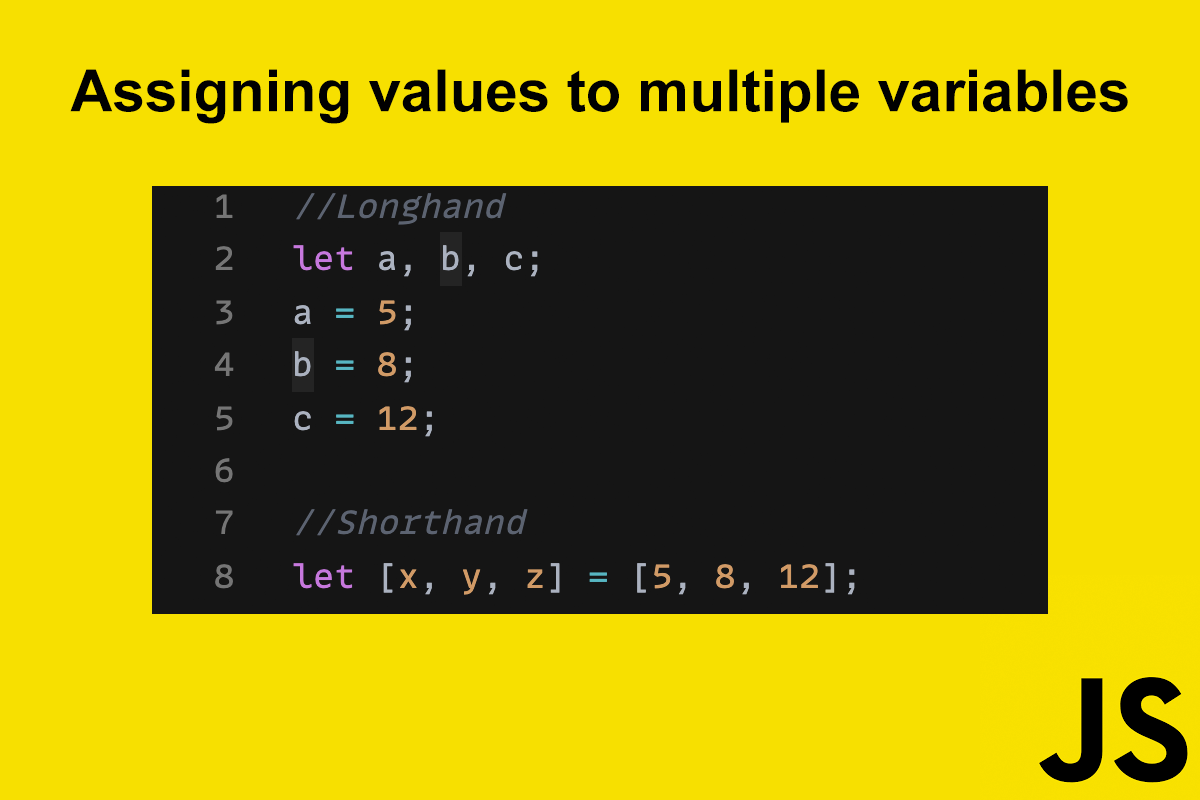 Assigning values to multiple variables
1 //Longhand
2 let a, b, c;
3 a = 5;
4 b = 8;
5 c = 12;
6
7 //Shorthand
8 let [x, y, z] = [5, 8, 12];
JS